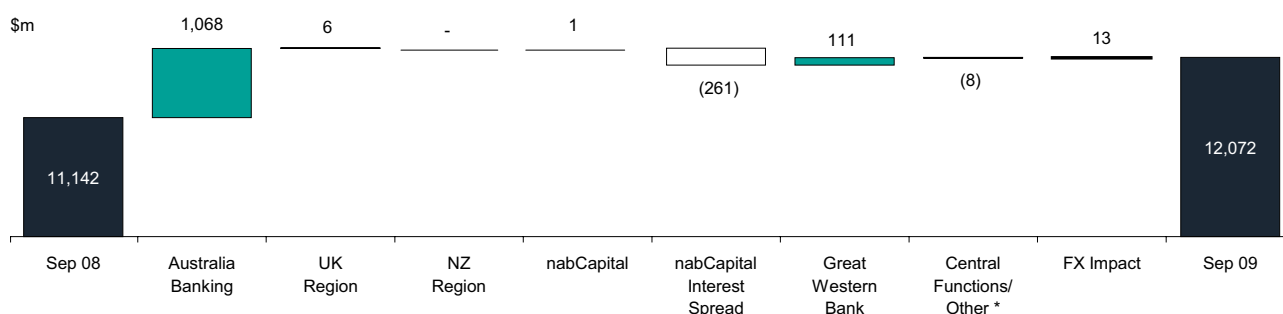 $m
1,068
6
-
1
(261)
111
(8)
13
11,142
12,072
Sep 08
Australia
Banking
UK
Region
NZ
Region
nabCapital
nabCapital
Interest
Spread
Great
Western
Bank
Central
Functions/
Other *
FX Impact
Sep 09